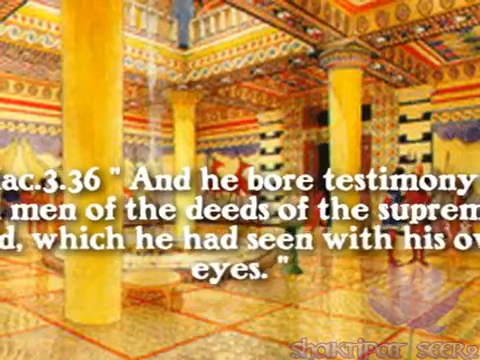 ac.3.36 " And he bore testimony
men of the deeds of the suprem
d, which he had seen with his ow
eyes. "
Shaktipat Seer2